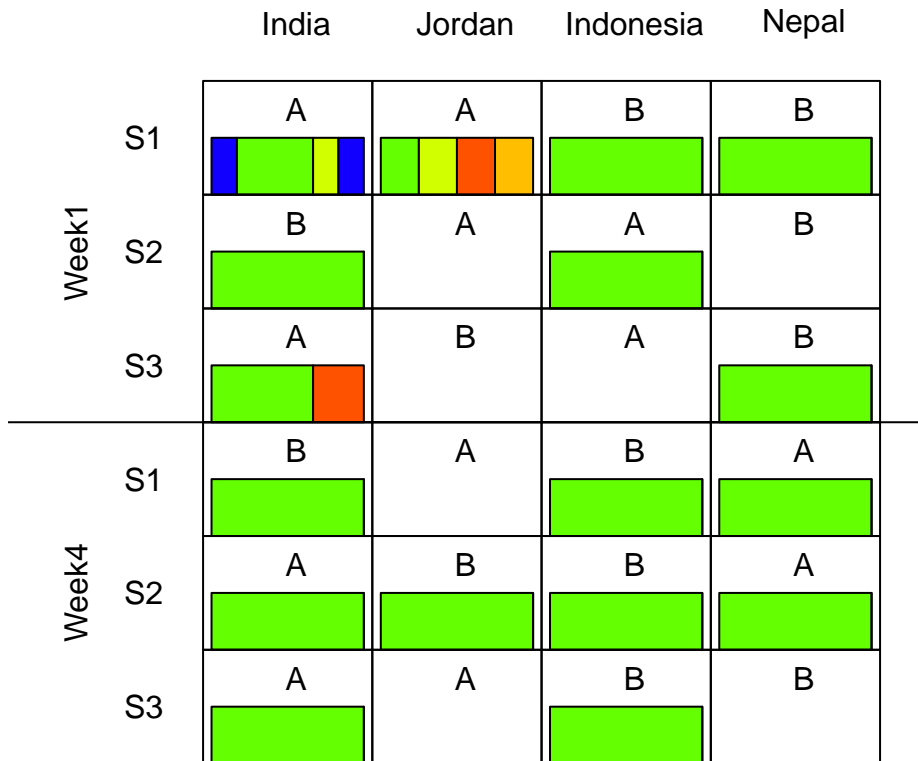 India Jordan Indonesia Nepal
Week1
S1 A A B B
S2 B A A B
S3 A B A B
Week4
S1 B A B A
S2 A B B A
S3 A A B B